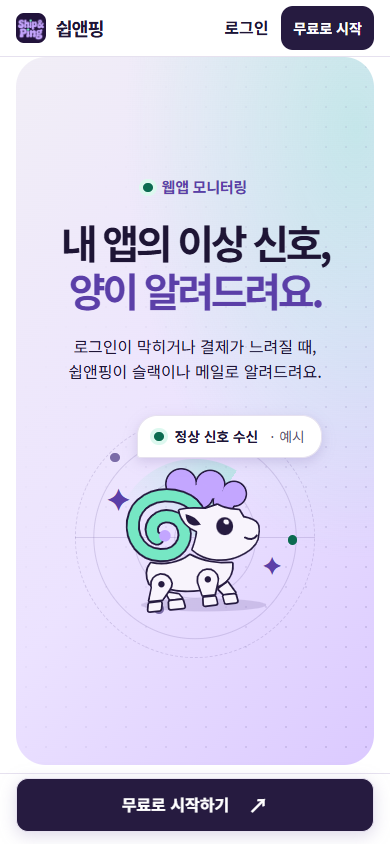 Ship&
Ping
쉽앤핑
로그인
무료로 시작
웹앱 모니터링
내 앱의 이상 신호,
양이 알려드려요.
로그인이 막히거나 결제가 느려질 때,
쉽앤핑이 슬랙이나 메일로 알려드려요.
정상 신호 수신 · 예시
무료로 시작하기 ↗